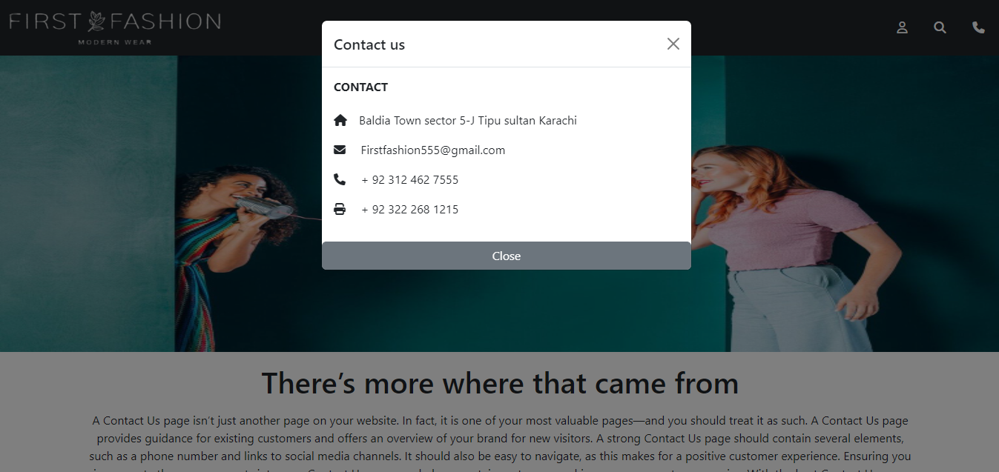 FIRST FASHION
MODERN WEAR
Contact us
CONTACT
Baldia Town sector 5-J Tipu sultan Karachi
Firstfashion555@gmail.com
+ 92 312 462 7555
+ 92 322 268 1215
Close
There's more where that came from
A Contact Us page isn't just another page on your website. In fact, it is one of your most valuable pages—and you should treat it as such. A Contact Us page
provides guidance for existing customers and offers an overview of your brand for new visitors. A strong Contact Us page should contain several elements,
such as a phone number and links to social media channels. It should also be easy to navigate, as this makes for a positive customer experience. Ensuring you